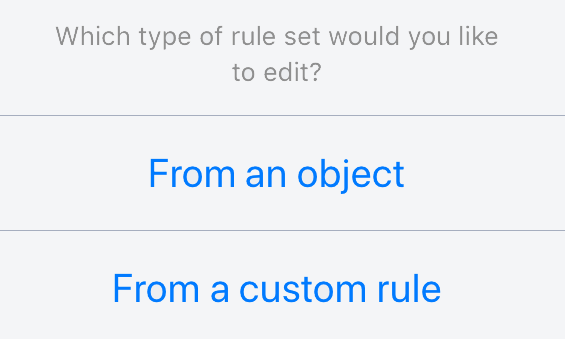 Which type of rule set would you like
to edit?
From an object
From a custom rule